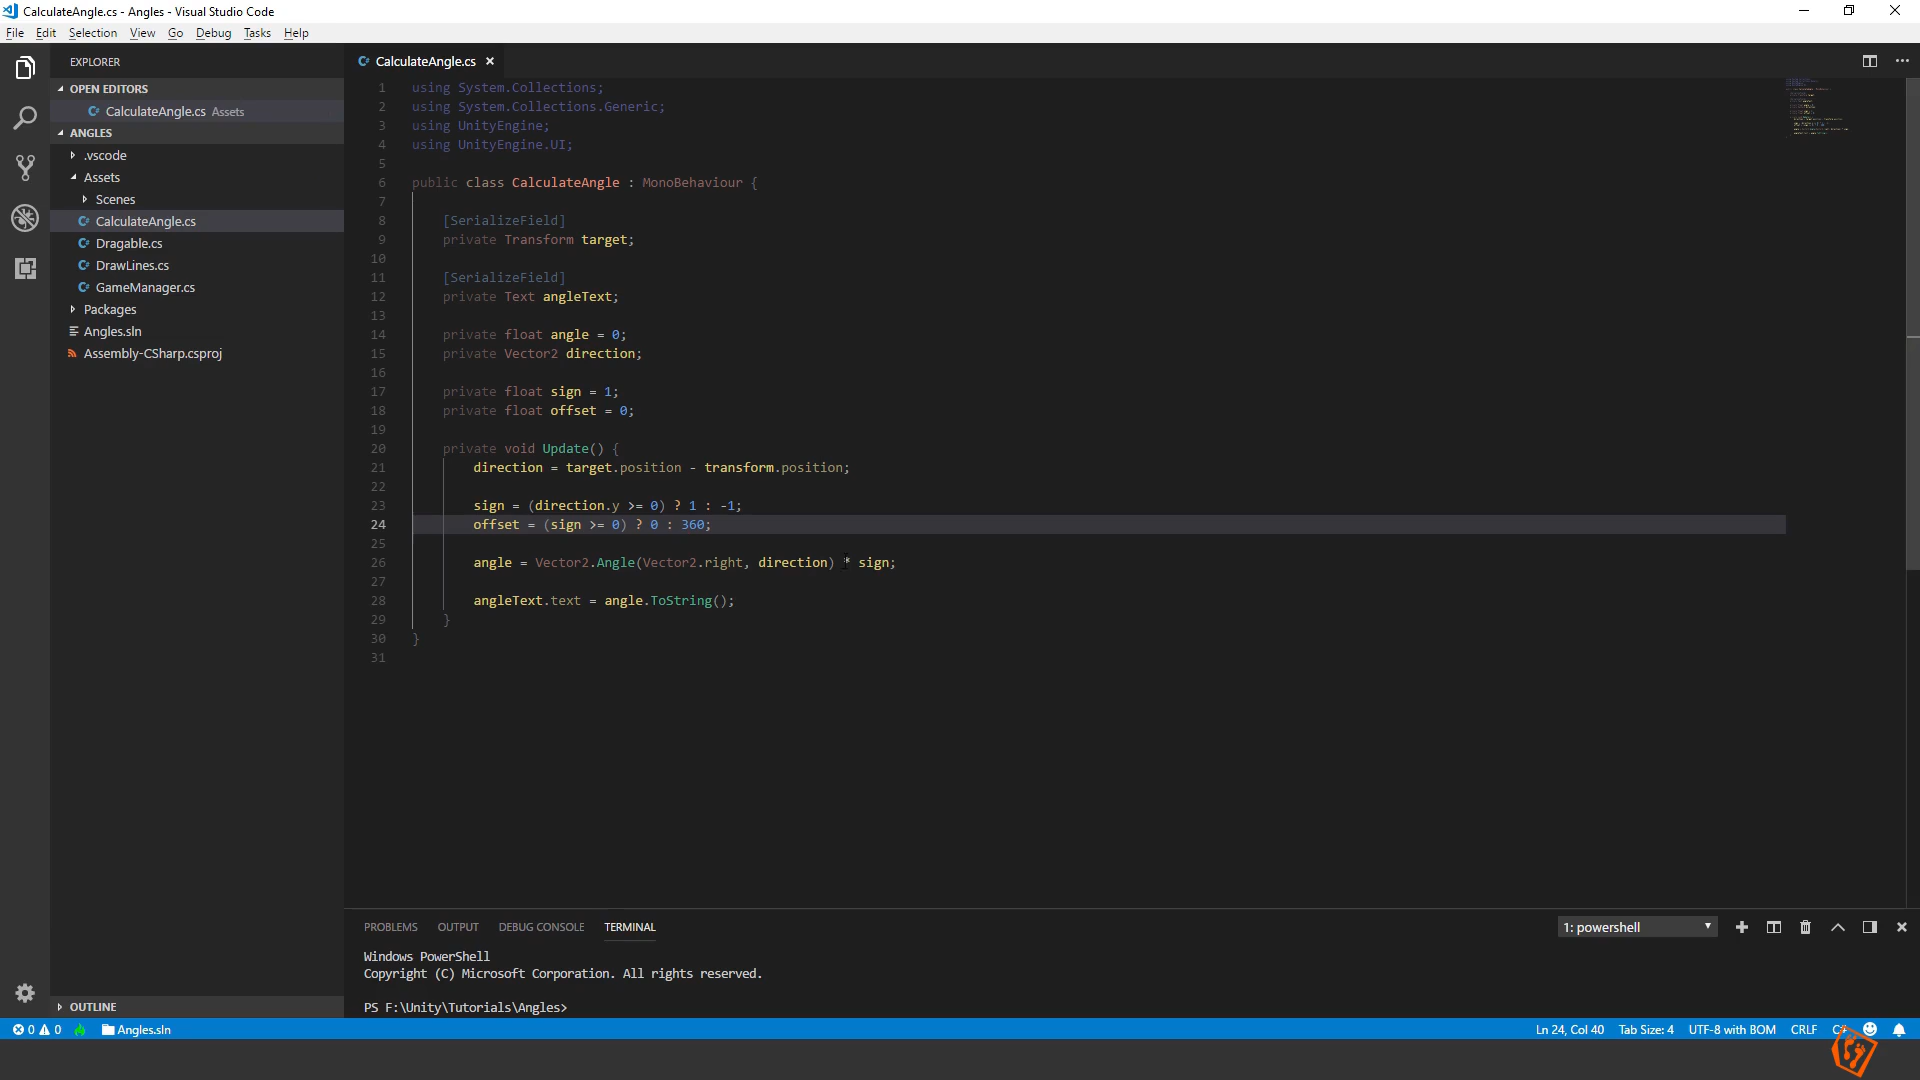 CalculateAngle.cs - Angles - Visual Studio Code
File Edit Selection View Go Debug Tasks Help
EXPLORER
OPEN EDITORS
CalculateAngle.cs Assets
ANGLES
.vscode
Assets
Scenes
CalculateAngle.cs
Dragable.cs
DrawLines.cs
GameManager.cs
Packages
Angles.sln
Assembly-CSharp.csproj
OUTLINE
CalculateAngle.cs
1 using System.Collections;
2 using System.Collections.Generic;
3 using UnityEngine;
4 using UnityEngine.UI;
5
6 public class CalculateAngle : MonoBehaviour {
7
8 [SerializeField]
9 private Transform target;
10
11 [SerializeField]
12 private Text angleText;
13
14 private float angle = 0;
15 private Vector2 direction;
16
17 private float sign = 1;
18 private float offset = 0;
19
20 private void Update() {
21 direction = target.position - transform.position;
22
23 sign = (direction.y >= 0) ? 1 : -1;
24 offset = (sign >= 0) ? 0 : 360;
25
26 angle = Vector2.Angle(Vector2.right, direction) * sign;
27
28 angleText.text = angle.ToString();
29 }
30 }
31
PROBLEMS OUTPUT DEBUG CONSOLE TERMINAL
1: powershell
Windows PowerShell
Copyright (C) Microsoft Corporation. All rights reserved.
PS F:\Unity\Tutorials\Angles>
0 0 Angles.sln
Ln 24, Col 40 Tab Size: 4 UTF-8 with BOM CRLF